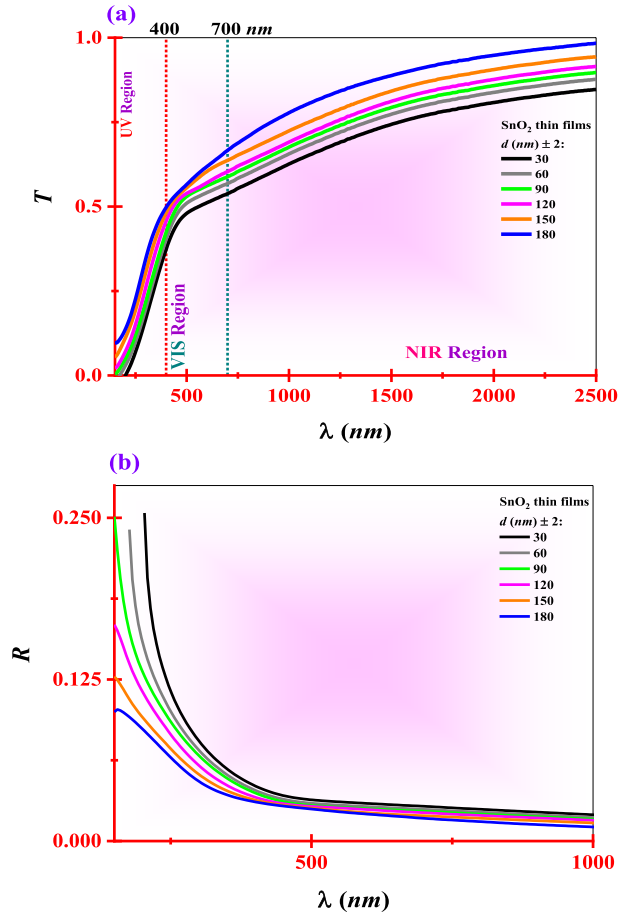 (a)
400
700 nm
1.0
0.5
0.0
T
UV Region
VIS Region
NIR Region
SnO₂ thin films
d (nm) ± 2:
30
60
90
120
150
180
500
1000
1500
2000
2500
λ (nm)
(b)
0.250
0.125
0.000
R
SnO₂ thin films
d (nm) ± 2:
30
60
90
120
150
180
500
1000
λ (nm)